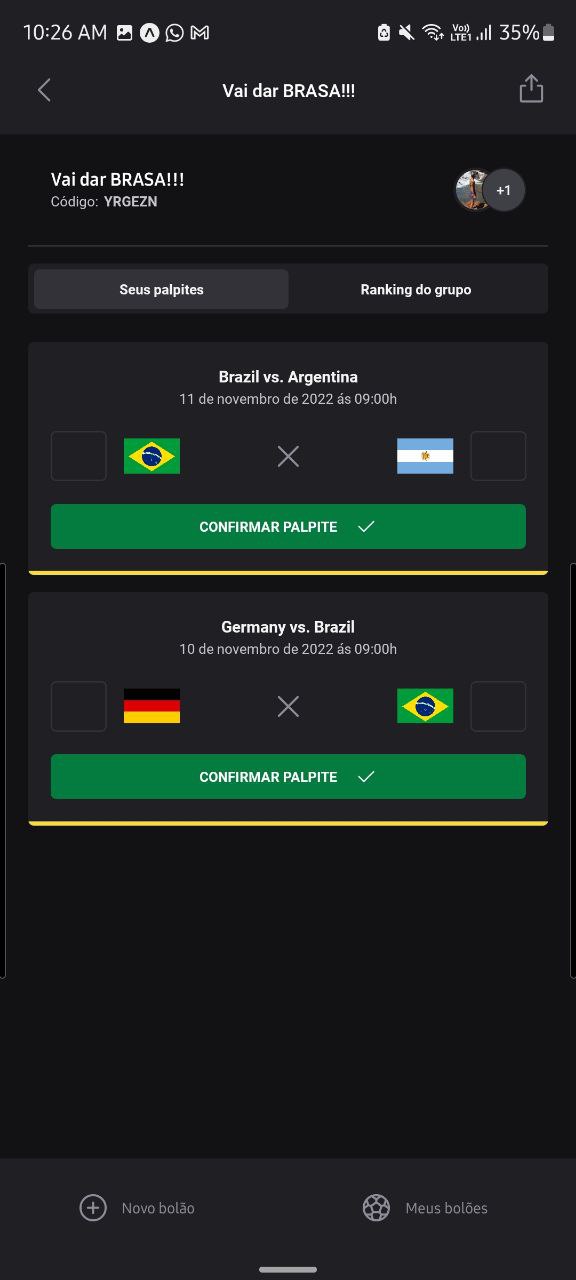 10:26 AM Vo)) LTE1 35%
Vai dar BRASA!!!
Vai dar BRASA!!!
Código: YRGEZN
+1
Seus palpites Ranking do grupo
Brazil vs. Argentina
11 de novembro de 2022 ás 09:00h
CONFIRMAR PALPITE
Germany vs. Brazil
10 de novembro de 2022 ás 09:00h
CONFIRMAR PALPITE
Novo bolão Meus bolões